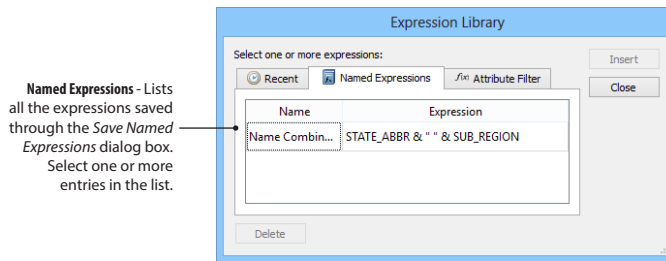 Expression Library
Named Expressions - Lists
all the expressions saved
through the Save Named
Expressions dialog box.
Select one or more
entries in the list.
Select one or more expressions:
Recent
Named Expressions
f(x) Attribute Filter
Insert
Close
Name
Expression
Name Combin...
STATE_ABBR & " " & SUB_REGION
Delete